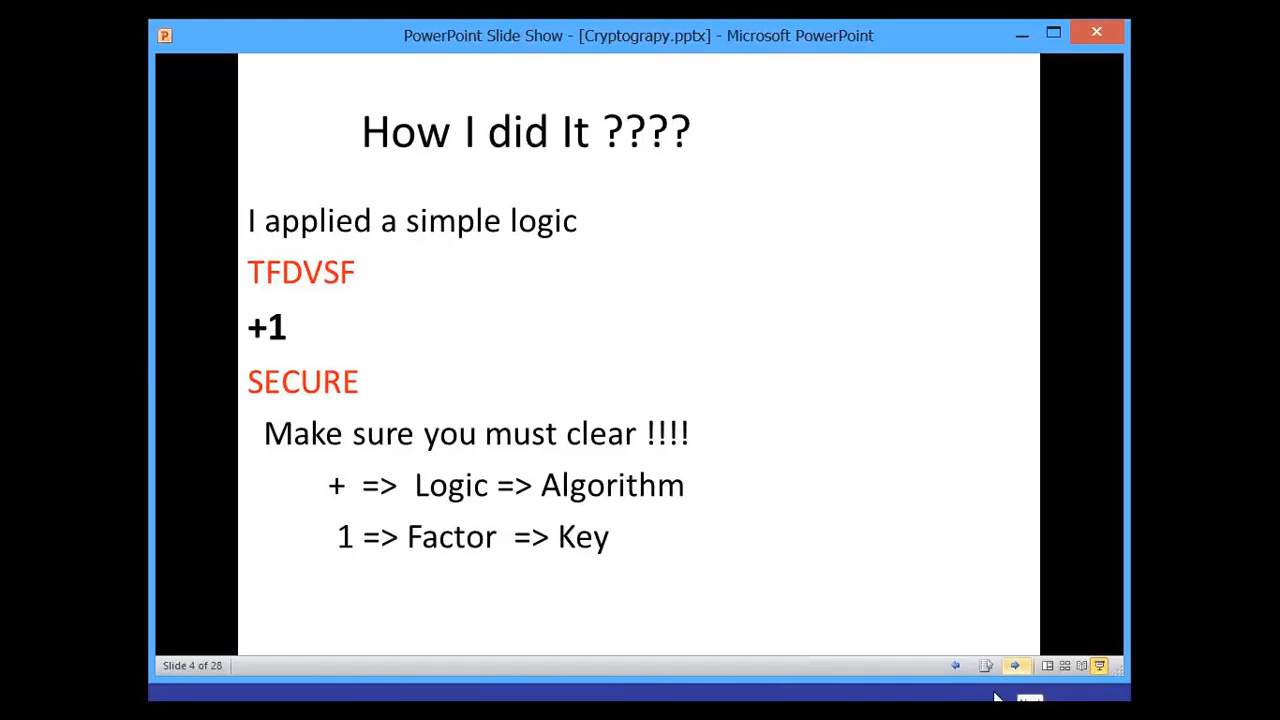 PowerPoint Slide Show - [Cryptograpy.pptx] - Microsoft PowerPoint
How I did It ????
I applied a simple logic
TFDVSF
+1
SECURE
Make sure you must clear !!!!
+ => Logic => Algorithm
1 => Factor => Key
Slide 4 of 28